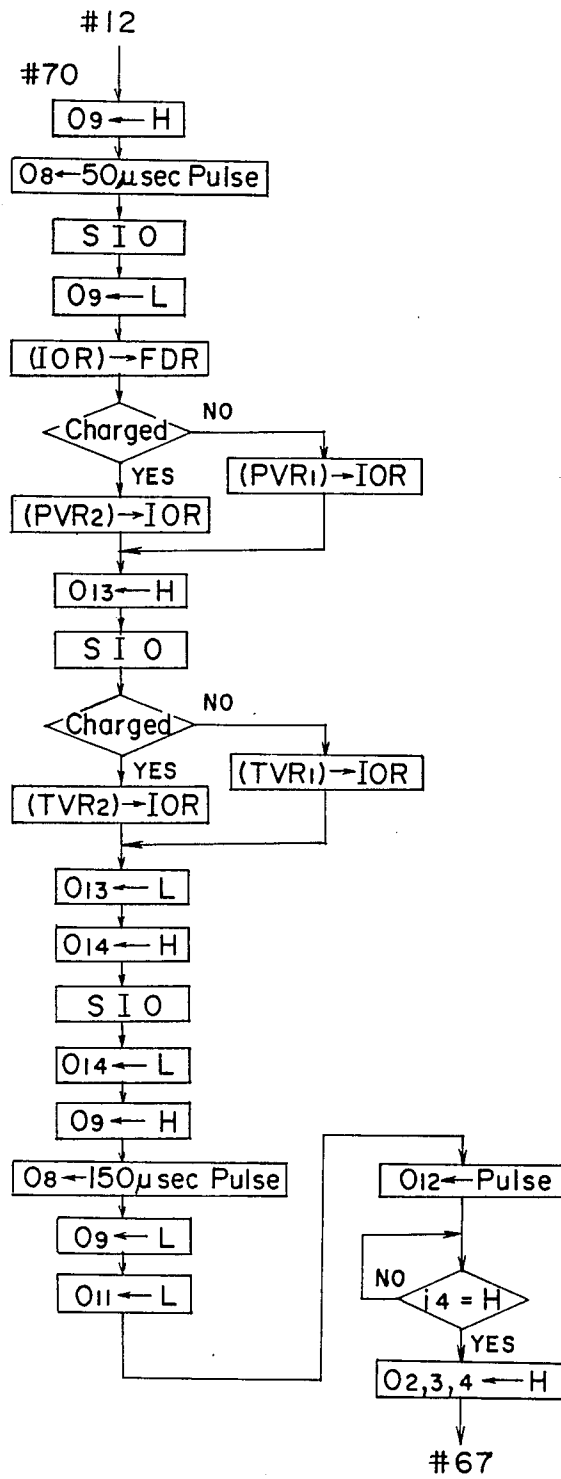 #12
#70
O9←H
O8←50μsec Pulse
SIO
O9←L
(IOR)→FDR
Charged
NO
YES
(PVR1)→IOR
(PVR2)→IOR
O13←H
SIO
Charged
NO
YES
(TVR1)→IOR
(TVR2)→IOR
O13←L
O14←H
SIO
O14←L
O9←H
O8←150μsec Pulse
O9←L
O11←L
O12←Pulse
NO
i4=H
YES
O2,3,4←H
#67